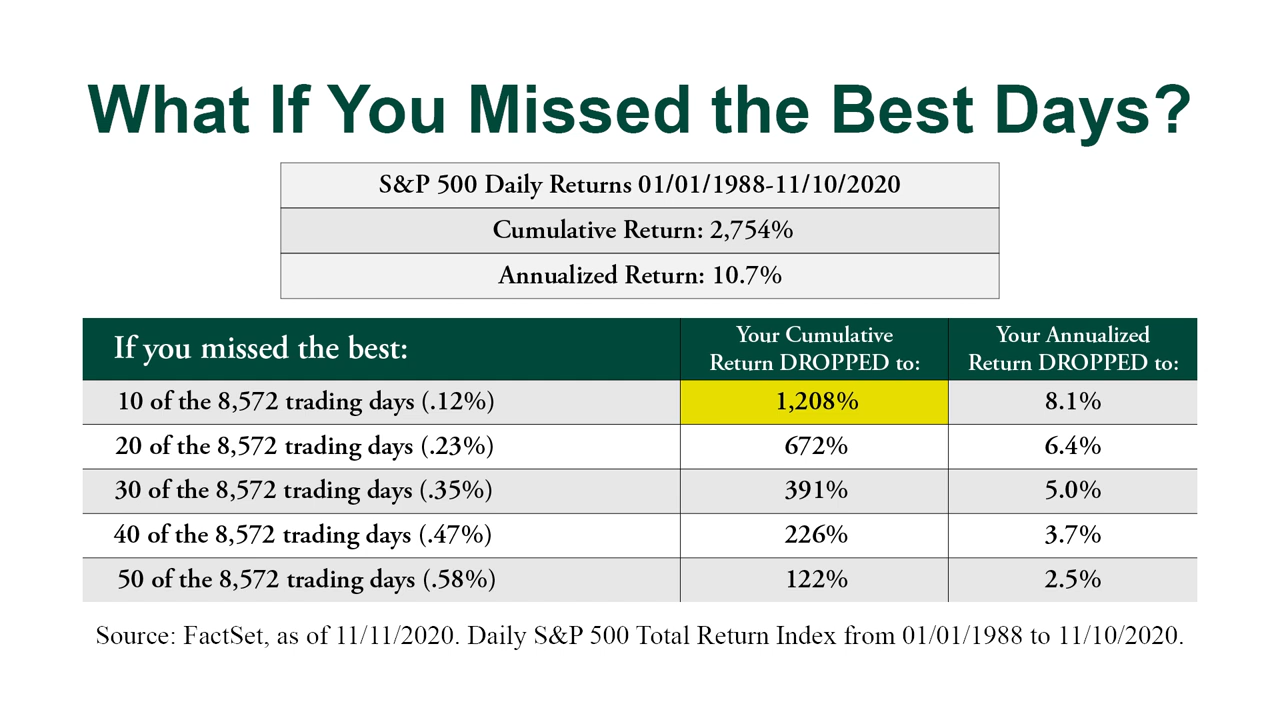 What If You Missed the Best Days?
S&P 500 Daily Returns 01/01/1988-11/10/2020
Cumulative Return: 2,754%
Annualized Return: 10.7%
If you missed the best:
Your Cumulative
Return DROPPED to:
Your Annualized
Return DROPPED to:
10 of the 8,572 trading days (.12%) 1,208% 8.1%
20 of the 8,572 trading days (.23%) 672% 6.4%
30 of the 8,572 trading days (.35%) 391% 5.0%
40 of the 8,572 trading days (.47%) 226% 3.7%
50 of the 8,572 trading days (.58%) 122% 2.5%
Source: FactSet, as of 11/11/2020. Daily S&P 500 Total Return Index from 01/01/1988 to 11/10/2020.